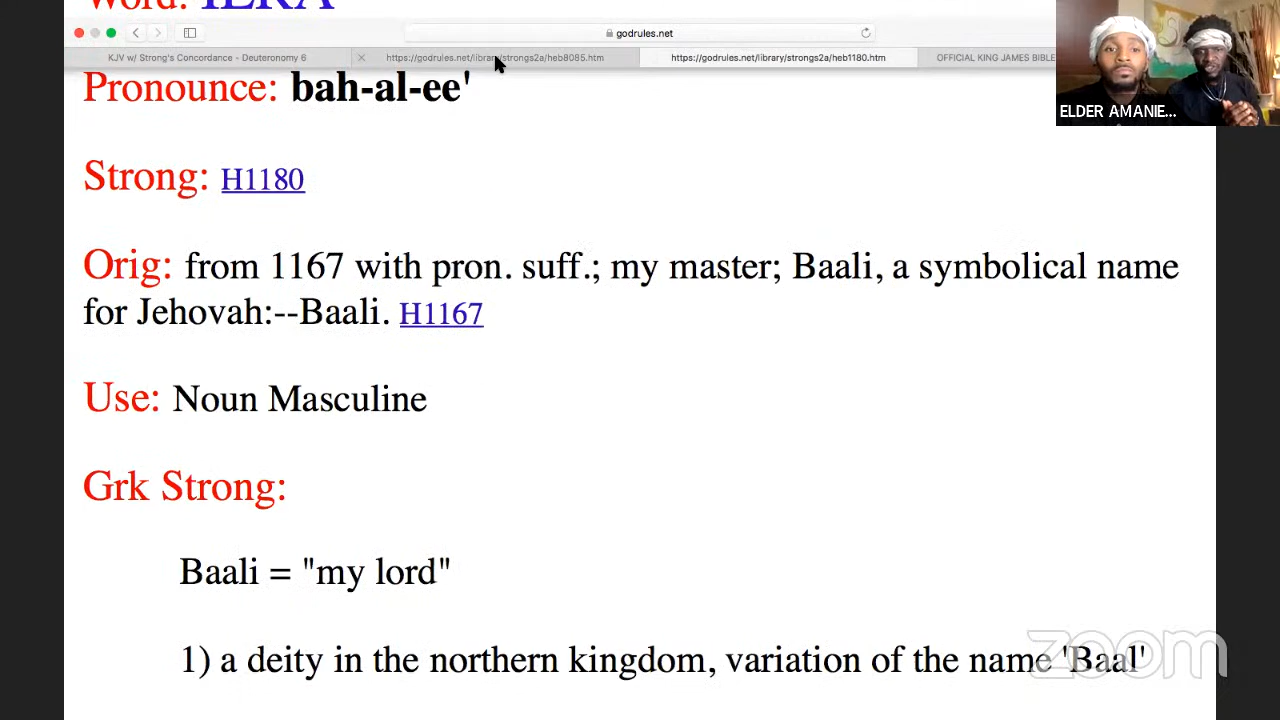 Word:
godrules.net
KJV w/ Strong's Concordance - Deuteronomy 6
https://godrules.net/library/strongs2a/heb8085.htm
https://godrules.net/library/strongs2a/heb1180.htm
OFFICIAL KING JAMES BIBLE
ELDER AMANIE...
Pronounce: bah-al-ee'
Strong: H1180
Orig: from 1167 with pron. suff.; my master; Baali, a symbolical name
for Jehovah:--Baali. H1167
Use: Noun Masculine
Grk Strong:
Baali = "my lord"
1) a deity in the northern kingdom, variation of the name 'Baal'
zoom